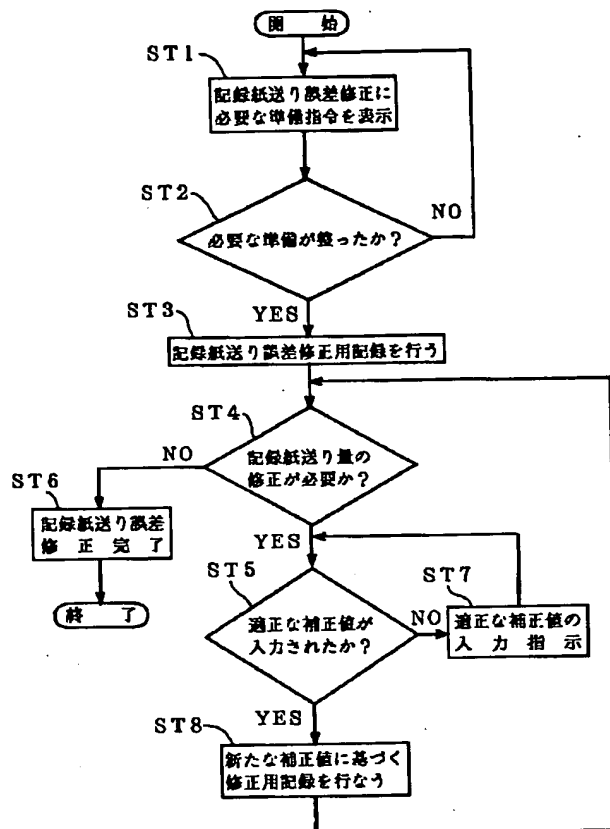 開始
ST1
記録紙送り誤差修正に
必要な準備指令を表示
ST2
NO
必要な準備が整ったか？
YES
ST3
記録紙送り誤差修正用記録を行う
ST4
NO
記録紙送り量の
修正が必要か？
ST6
記録紙送り誤差
修正完了
YES
ST5
ST7
終了
適正な補正値が
入力されたか？
NO
適正な補正値の
入力指示
YES
ST8
新たな補正値に基づく
修正用記録を行なう